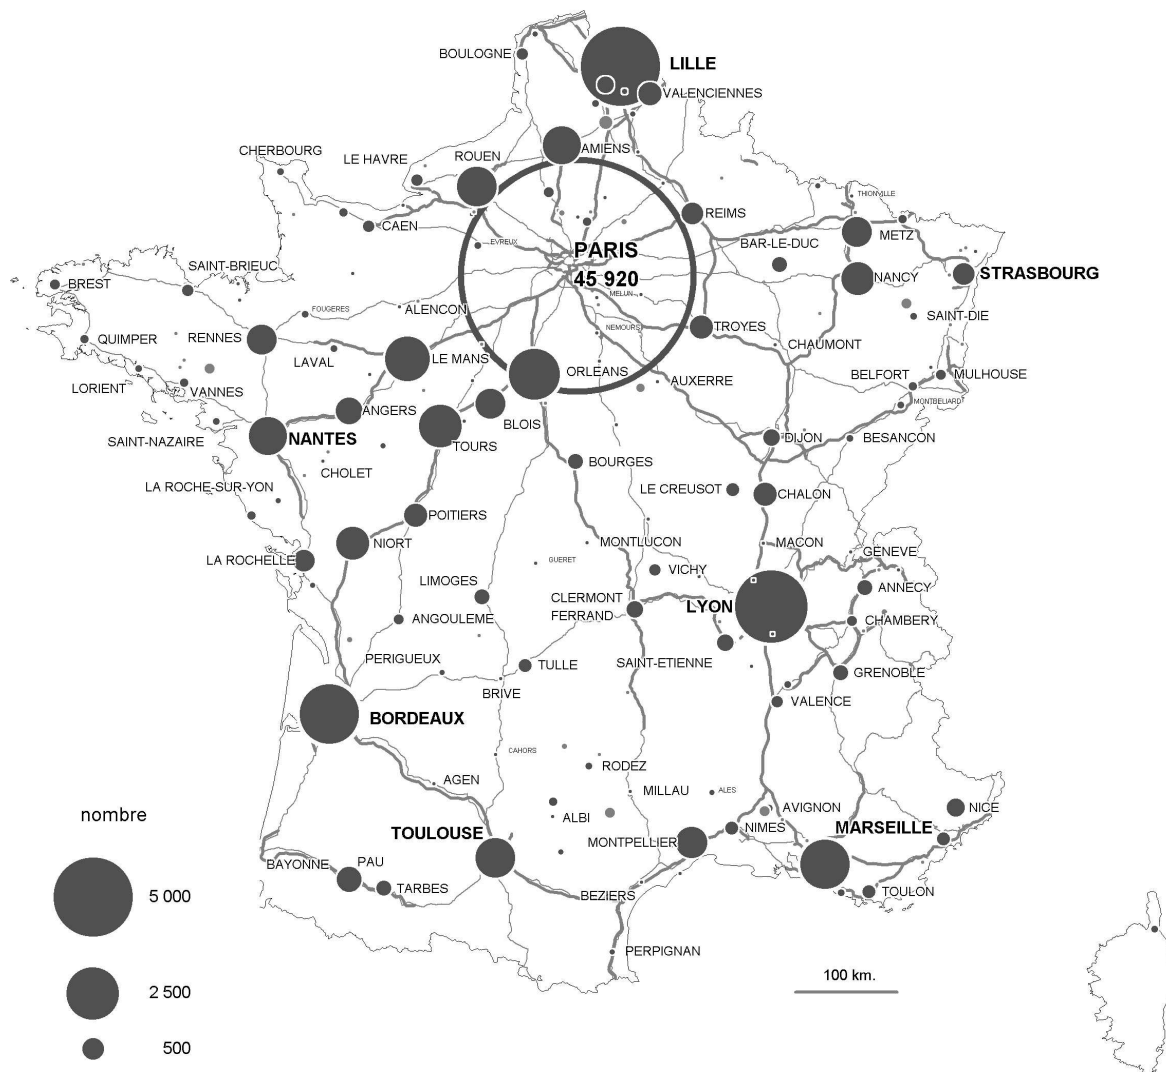 BOULOGNE
LILLE
VALENCIENNES
CHERBOURG
LE HAVRE
ROUEN
AMIENS
THIONVILLE
REIMS
CAEN
METZ
EVREUX
PARIS
45 920
BAR-LE-DUC
SAINT-BRIEUC
NANCY
STRASBOURG
BREST
MELUN
FOUGERES
ALENCON
SAINT-DIE
QUIMPER
RENNES
NEMOURS
TROYES
CHAUMONT
LAVAL
LE MANS
ORLEANS
AUXERRE
BELFORT
MULHOUSE
LORIENT
VANNES
MONTBELIARD
ANGERS
BLOIS
SAINT-NAZAIRE
NANTES
TOURS
DIJON
BESANCON
CHOLET
BOURGES
LA ROCHE-SUR-YON
LE CREUSOT
CHALON
POITIERS
NIORT
MONTLUCON
MACON
GENEVE
LA ROCHELLE
GUERET
VICHY
LIMOGES
ANNECY
CLERMONT
FERRAND
LYON
ANGOULEME
CHAMBERY
PERIGUEUX
TULLE
SAINT-ETIENNE
GRENOBLE
BRIVE
VALENCE
BORDEAUX
CAHORS
RODEZ
AGEN
MILLAU
ALES
AVIGNON
NICE
nombre
ALBI
TOULOUSE
NIMES
MARSEILLE
MONTPELLIER
BAYONNE
PAU
TARBES
BEZIERS
TOULON
5 000
PERPIGNAN
100 km.
2 500
500